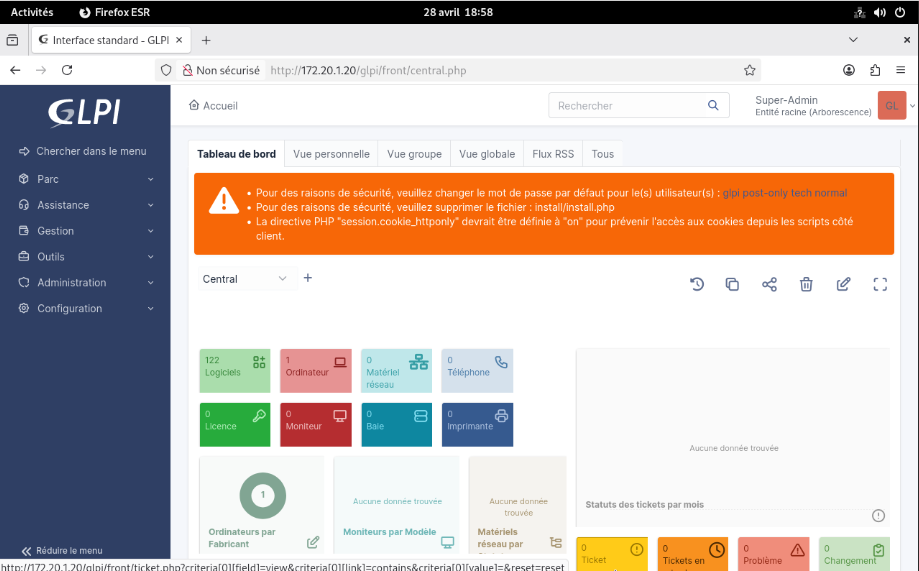 Activités
Firefox ESR
28 avril 18:58
Interface standard - GLPI
Non sécurisé
http://172.20.1.20/glpi/front/central.php
GLPI
Accueil
Rechercher
Super-Admin
Entité racine (Arborescence)
GL
Chercher dans le menu
Parc
Assistance
Gestion
Outils
Administration
Configuration
Réduire le menu
Tableau de bord
Vue personnelle
Vue groupe
Vue globale
Flux RSS
Tous
• Pour des raisons de sécurité, veuillez changer le mot de passe par défaut pour le(s) utilisateur(s) : glpi post-only tech normal
• Pour des raisons de sécurité, veuillez supprimer le fichier : install/install.php
• La directive PHP "session.cookie_httponly" devrait être définie à "on" pour prévenir l'accès aux cookies depuis les scripts côté
client.
Central
122
Logiciels
1
Ordinateur
0
Matériel
réseau
0
Téléphone
0
Licence
0
Moniteur
0
Baie
0
Imprimante
1
Ordinateurs par
Fabricant
Aucune donnée trouvée
Moniteurs par Modèle
Aucune donnée
trouvée
Matériels
réseau par
Aucune donnée trouvée
Statuts des tickets par mois
0
Ticket
0
Tickets en
0
Problème
0
Changement
http://172.20.1.20/glpi/front/ticket.php?criteria[0][field]=view&criteria[0][link]=contains&criteria[0][value]=&reset=reset